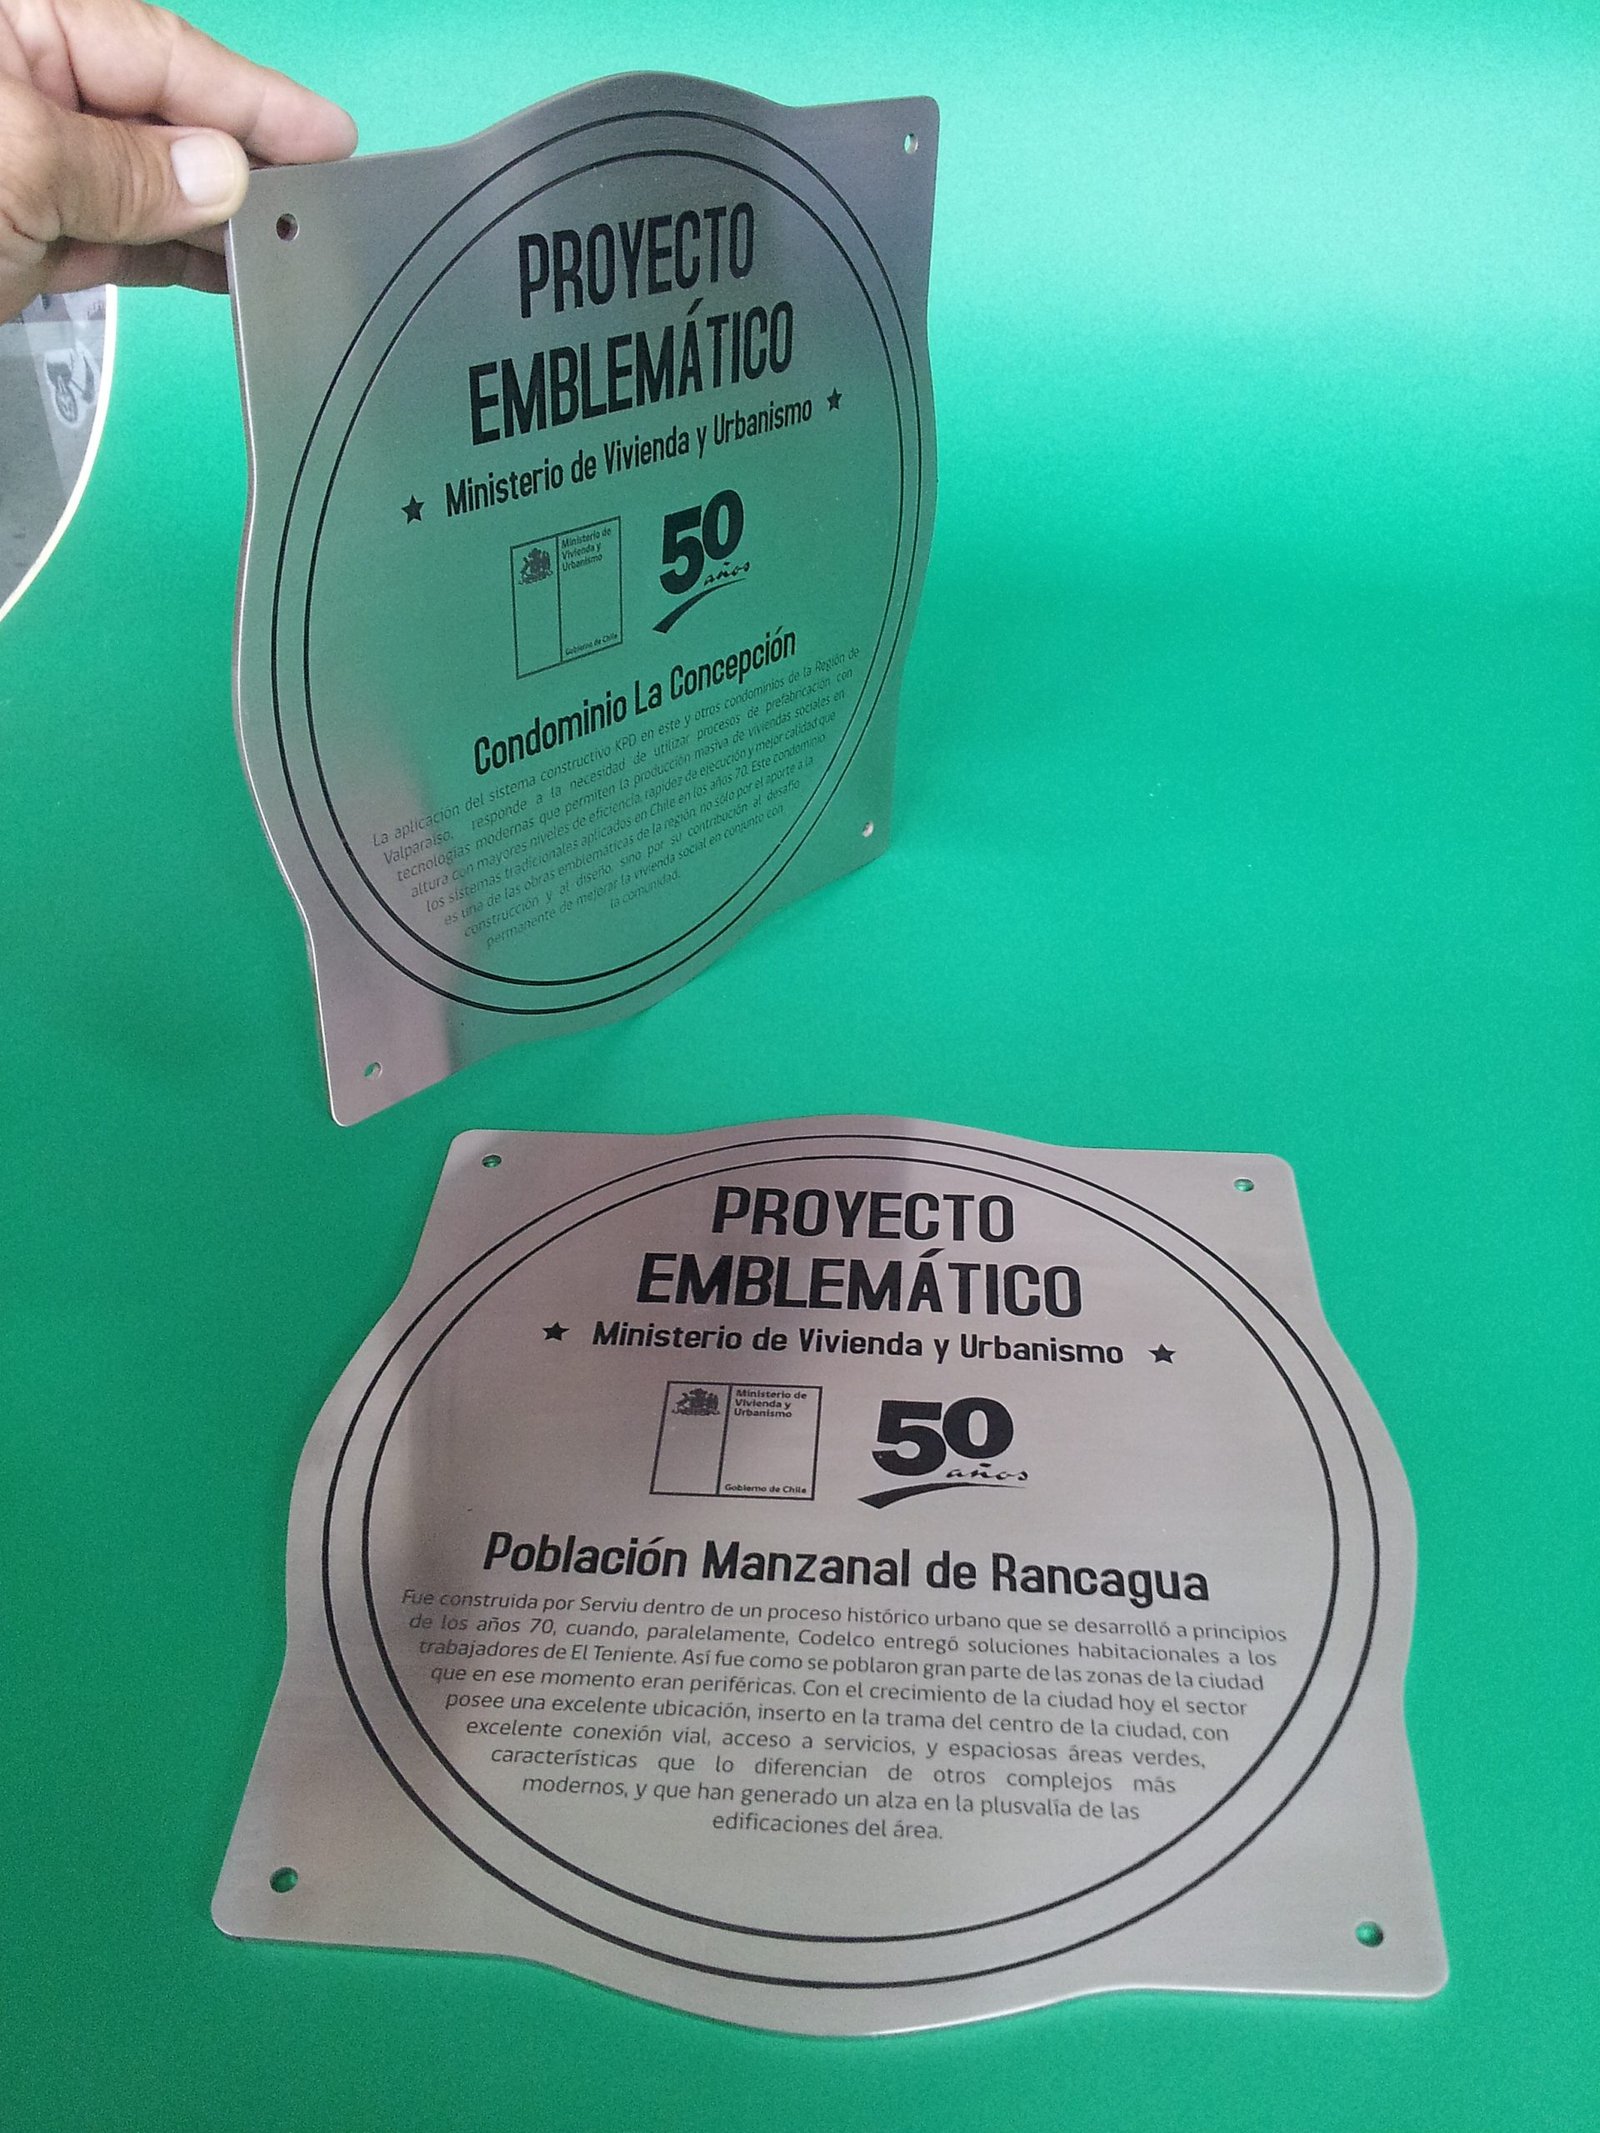 PROYECTO
EMBLEMÁTICO
★ Ministerio de Vivienda y Urbanismo ★
Ministerio de
Vivienda y
Urbanismo
Gobierno de Chile
50
años
Condominio La Concepción
La aplicación del sistema constructivo KPD en este y otros condominios de la Región de
Valparaíso, responde a la necesidad de utilizar procesos de prefabricación con
tecnologías modernas que permiten la producción masiva de viviendas sociales en
altura con mayores niveles de eficiencia, rapidez de ejecución y mejor calidad que
los sistemas tradicionales aplicados en Chile en los años 70. Este condominio
es una de las obras emblemáticas de la región no sólo por el aporte a la
construcción y al diseño, sino por su contribución al desafío
permanente de mejorar la vivienda social en conjunto con
la comunidad.
PROYECTO
EMBLEMÁTICO
★ Ministerio de Vivienda y Urbanismo ★
Ministerio de
Vivienda y
Urbanismo
Gobierno de Chile
50
años
Población Manzanal de Rancagua
Fue construida por Serviu dentro de un proceso histórico urbano que se desarrolló a principios
de los años 70, cuando, paralelamente, Codelco entregó soluciones habitacionales a los
trabajadores de El Teniente. Así fue como se poblaron gran parte de las zonas de la ciudad
que en ese momento eran periféricas. Con el crecimiento de la ciudad hoy el sector
posee una excelente ubicación, inserto en la trama del centro de la ciudad, con
excelente conexión vial, acceso a servicios, y espaciosas áreas verdes,
características que lo diferencian de otros complejos más
modernos, y que han generado un alza en la plusvalía de las
edificaciones del área.